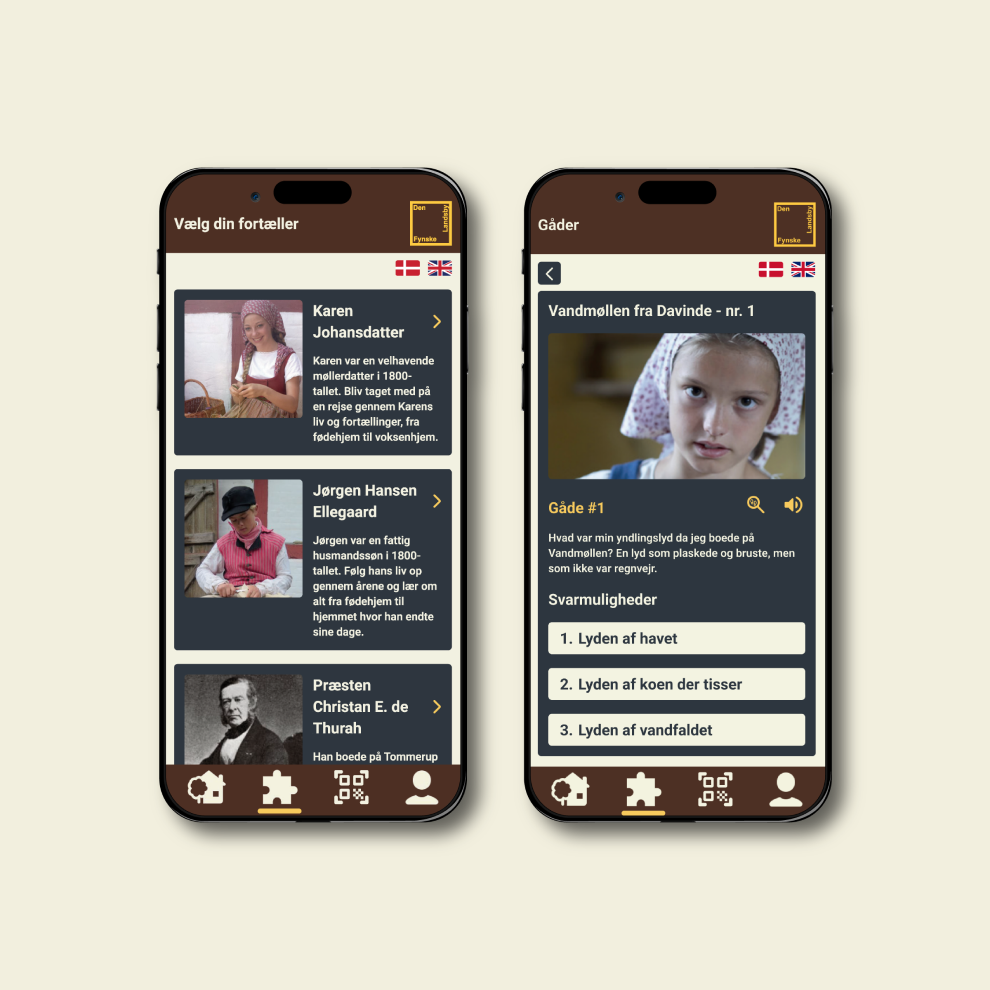 Vælg din fortæller
Den
Landsby
Fynske
Karen
Johansdatter
Karen var en velhavende
møllerdatter i 1800-
tallet. Bliv taget med på
en rejse gennem Karens
liv og fortællinger, fra
fødehjem til voksenhjem.
Jørgen Hansen
Ellegaard
Jørgen var en fattig
husmandssøn i 1800-
tallet. Følg hans liv op
gennem årene og lær om
alt fra fødehjem til
hjemmet hvor han endte
sine dage.
Præsten
Christan E. de
Thurah
Han boede på Tommerup
Gåder
Den
Landsby
Fynske
Vandmøllen fra Davinde - nr. 1
Gåde #1
Hvad var min yndlingslyd da jeg boede på
Vandmøllen? En lyd som plaskede og bruste, men
som ikke var regnvejr.
Svarmuligheder
1. Lyden af havet
2. Lyden af koen der tisser
3. Lyden af vandfaldet